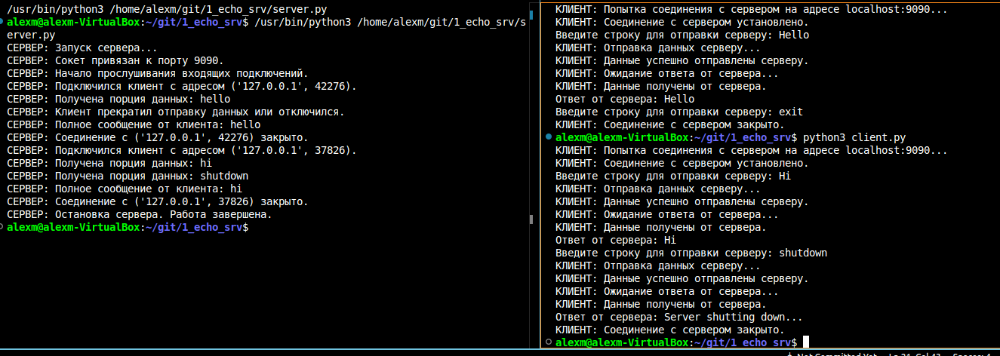 /usr/bin/python3 /home/alexm/git/1_echo_srv/server.py
alexm@alexm-VirtualBox:~/git/1_echo_srv$ /usr/bin/python3 /home/alexm/git/1_echo_srv/s
erver.py
СЕРВЕР: Запуск сервера...
СЕРВЕР: Сокет привязан к порту 9090.
СЕРВЕР: Начало прослушивания входящих подключений.
СЕРВЕР: Подключился клиент с адресом ('127.0.0.1', 42276).
СЕРВЕР: Получена порция данных: hello
СЕРВЕР: Клиент прекратил отправку данных или отключился.
СЕРВЕР: Полное сообщение от клиента: hello
СЕРВЕР: Соединение с ('127.0.0.1', 42276) закрыто.
СЕРВЕР: Подключился клиент с адресом ('127.0.0.1', 37826).
СЕРВЕР: Получена порция данных: hi
СЕРВЕР: Получена порция данных: shutdown
СЕРВЕР: Полное сообщение от клиента: hi
СЕРВЕР: Соединение с ('127.0.0.1', 37826) закрыто.
СЕРВЕР: Остановка сервера. Работа завершена.
alexm@alexm-VirtualBox:~/git/1_echo_srv$
КЛИЕНТ: Попытка соединения с сервером на адресе localhost:9090...
КЛИЕНТ: Соединение с сервером установлено.
Введите строку для отправки серверу: Hello
КЛИЕНТ: Отправка данных серверу...
КЛИЕНТ: Данные успешно отправлены серверу.
КЛИЕНТ: Ожидание ответа от сервера...
КЛИЕНТ: Данные получены от сервера.
Ответ от сервера: Hello
Введите строку для отправки серверу: exit
КЛИЕНТ: Соединение с сервером закрыто.
alexm@alexm-VirtualBox:~/git/1_echo_srv$ python3 client.py
КЛИЕНТ: Попытка соединения с сервером на адресе localhost:9090...
КЛИЕНТ: Соединение с сервером установлено.
Введите строку для отправки серверу: Hi
КЛИЕНТ: Отправка данных серверу...
КЛИЕНТ: Данные успешно отправлены серверу.
КЛИЕНТ: Ожидание ответа от сервера...
КЛИЕНТ: Данные получены от сервера.
Ответ от сервера: Hi
Введите строку для отправки серверу: shutdown
КЛИЕНТ: Отправка данных серверу...
КЛИЕНТ: Данные успешно отправлены серверу.
КЛИЕНТ: Ожидание ответа от сервера...
КЛИЕНТ: Данные получены от сервера.
Ответ от сервера: Server shutting down...
КЛИЕНТ: Соединение с сервером закрыто.
alexm@alexm-VirtualBox:~/git/1_echo_srv$